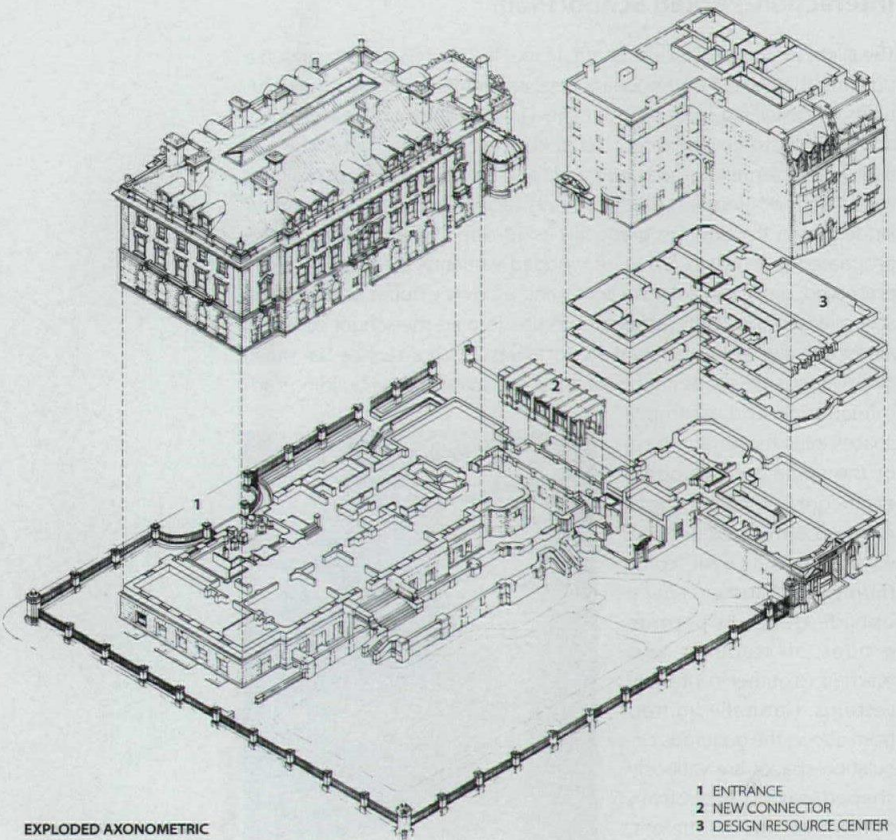 3
2
1
EXPLODED AXONOMETRIC
1 ENTRANCE
2 NEW CONNECTOR
3 DESIGN RESOURCE CENTER